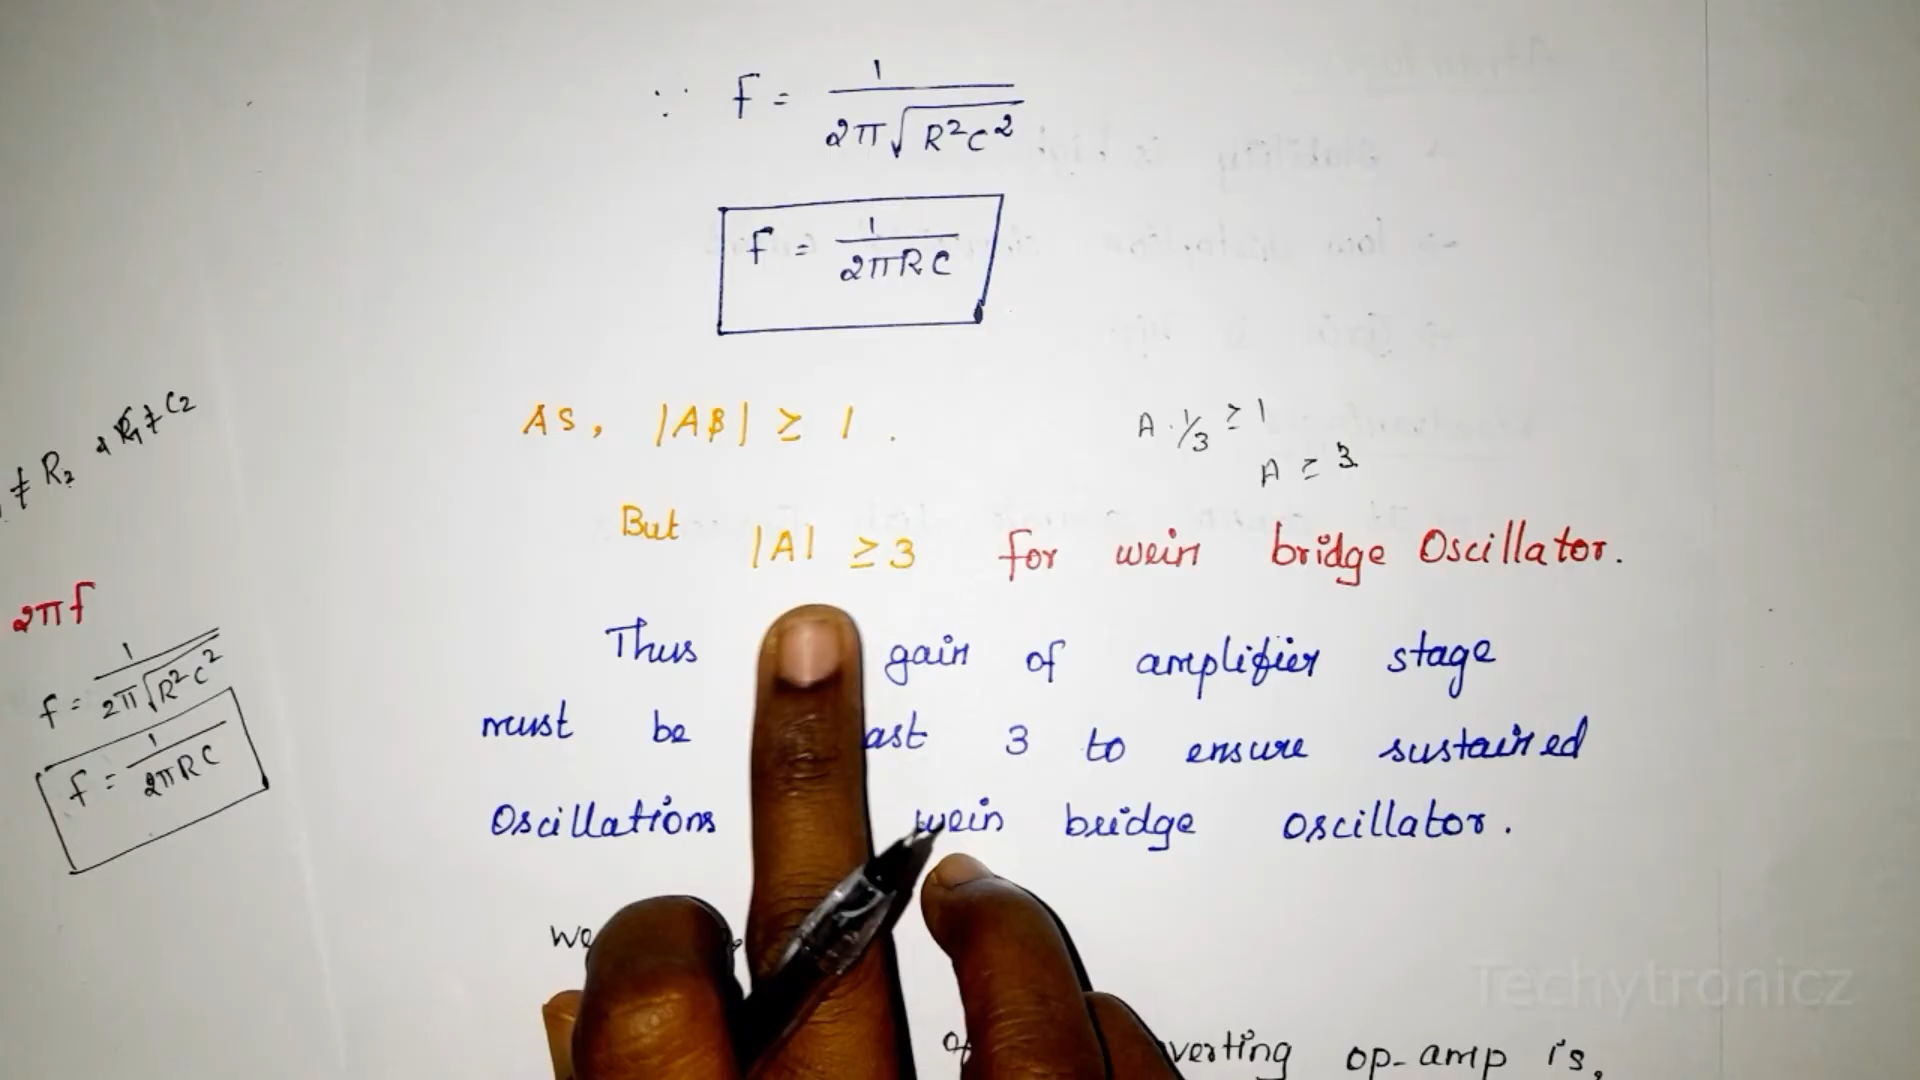 ∵ f = 1 / 2π√R²C²
f = 1 / 2πRC
AS, |Aβ| ≥ 1.
A · 1/3 ≥ 1
A ≥ 3
But |A| ≥ 3 for wein bridge Oscillator.
Thus gain of amplifier stage
must be 3 to ensure sustained
Oscillations wein bridge oscillator.
op-amp is,
≠ R₂
≠ C₂
2πf
f = 1 / 2π√R²C²
f = 1 / 2πRC
Techytronicz